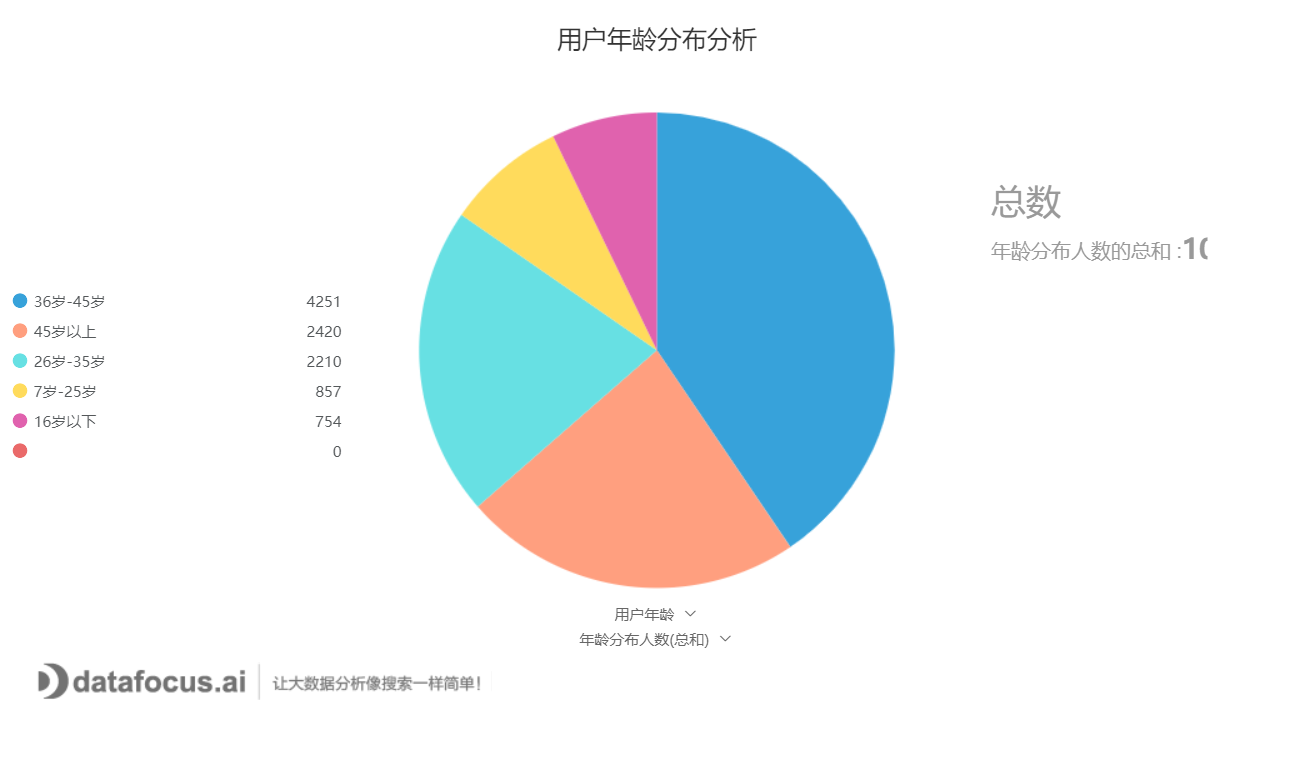 用户年龄分布分析
总数
年龄分布人数的总和 :
36岁-45岁 4251
45岁以上 2420
26岁-35岁 2210
7岁-25岁 857
16岁以下 754
0
用户年龄
年龄分布人数(总和)
datafocus.ai 让大数据分析像搜索一样简单!